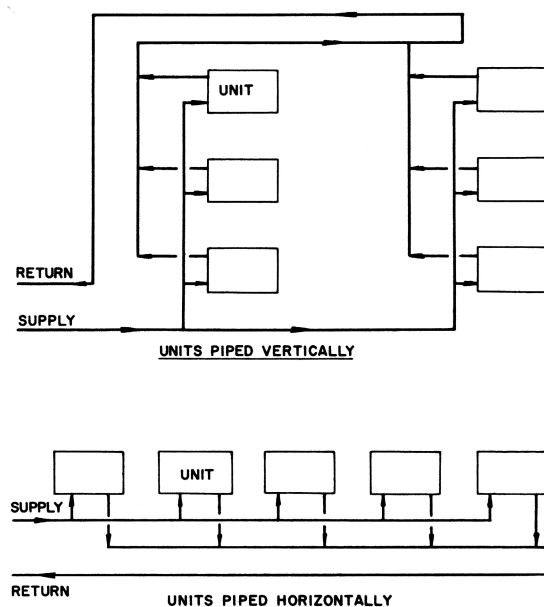 UNIT
RETURN
SUPPLY
UNITS PIPED VERTICALLY
UNIT
SUPPLY
RETURN
UNITS PIPED HORIZONTALLY